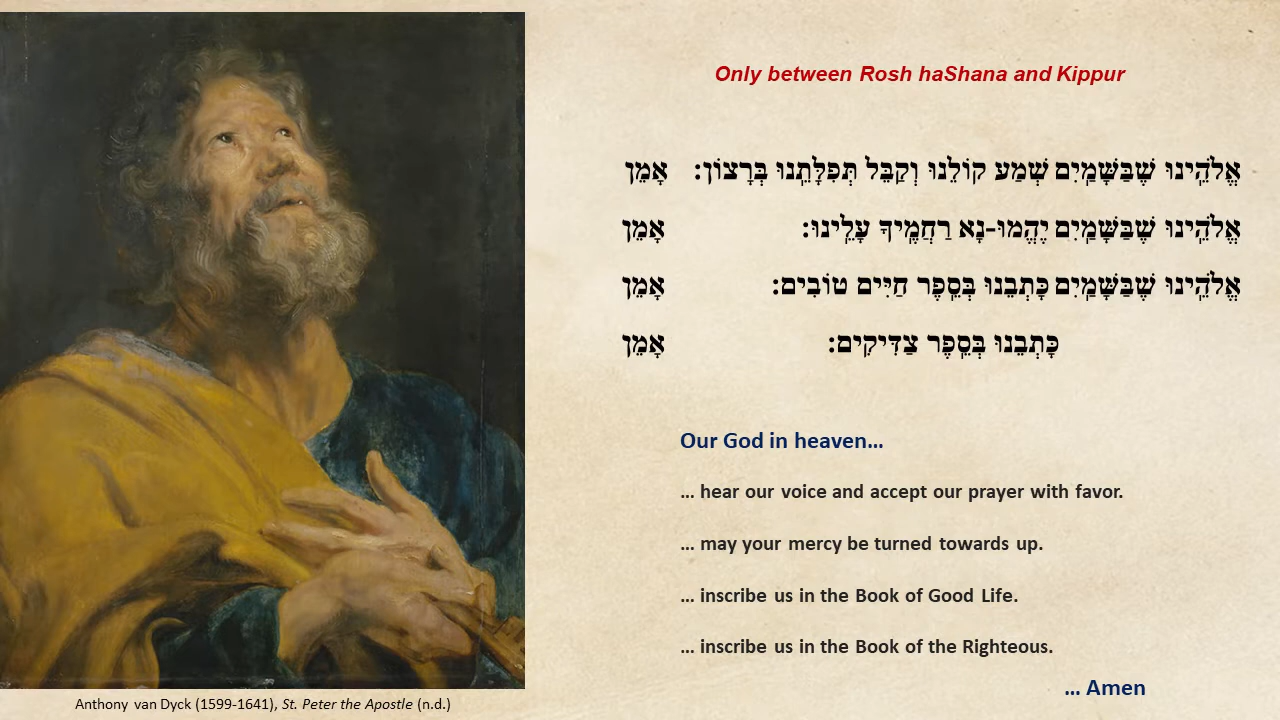 Only between Rosh haShana and Kippur
אֱלֹהֵֽינוּ שֶׁבַּשָּׁמַֽיִם שְׁמַע קוֹלֵנוּ וְקַבֵּל תְּפִלָּתֵֽנוּ בְּרָצוֹן: אָמֵן
אֱלֹהֵֽינוּ שֶׁבַּשָּׁמַֽיִם יֶהֱמוּ-נָא רַחֲמֶֽיךָ עָלֵֽינוּ: אָמֵן
אֱלֹהֵֽינוּ שֶׁבַּשָּׁמַֽיִם כָּתְבֵנוּ בְּסֵֽפֶר חַיִּים טוֹבִים: אָמֵן
כָּתְבֵנוּ בְּסֵֽפֶר צַדִּיקִים: אָמֵן
Our God in heaven…
… hear our voice and accept our prayer with favor.
… may your mercy be turned towards up.
… inscribe us in the Book of Good Life.
… inscribe us in the Book of the Righteous.
… Amen
Anthony van Dyck (1599-1641), St. Peter the Apostle (n.d.)